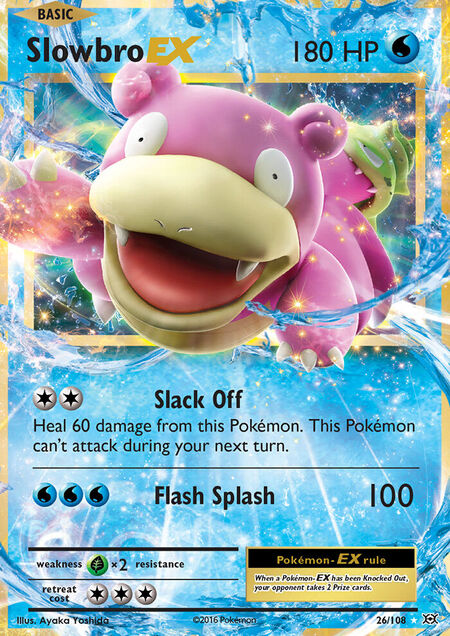 BASIC
SlowbroEX 180 HP
Slack Off
Heal 60 damage from this Pokémon. This Pokémon
can't attack during your next turn.
Flash Splash 100
weakness ×2 resistance
retreat
cost
Pokémon-EX rule
When a Pokémon-EX has been Knocked Out,
your opponent takes 2 Prize cards.
Illus. Ayaka Yoshida ©2016 Pokémon 26/108